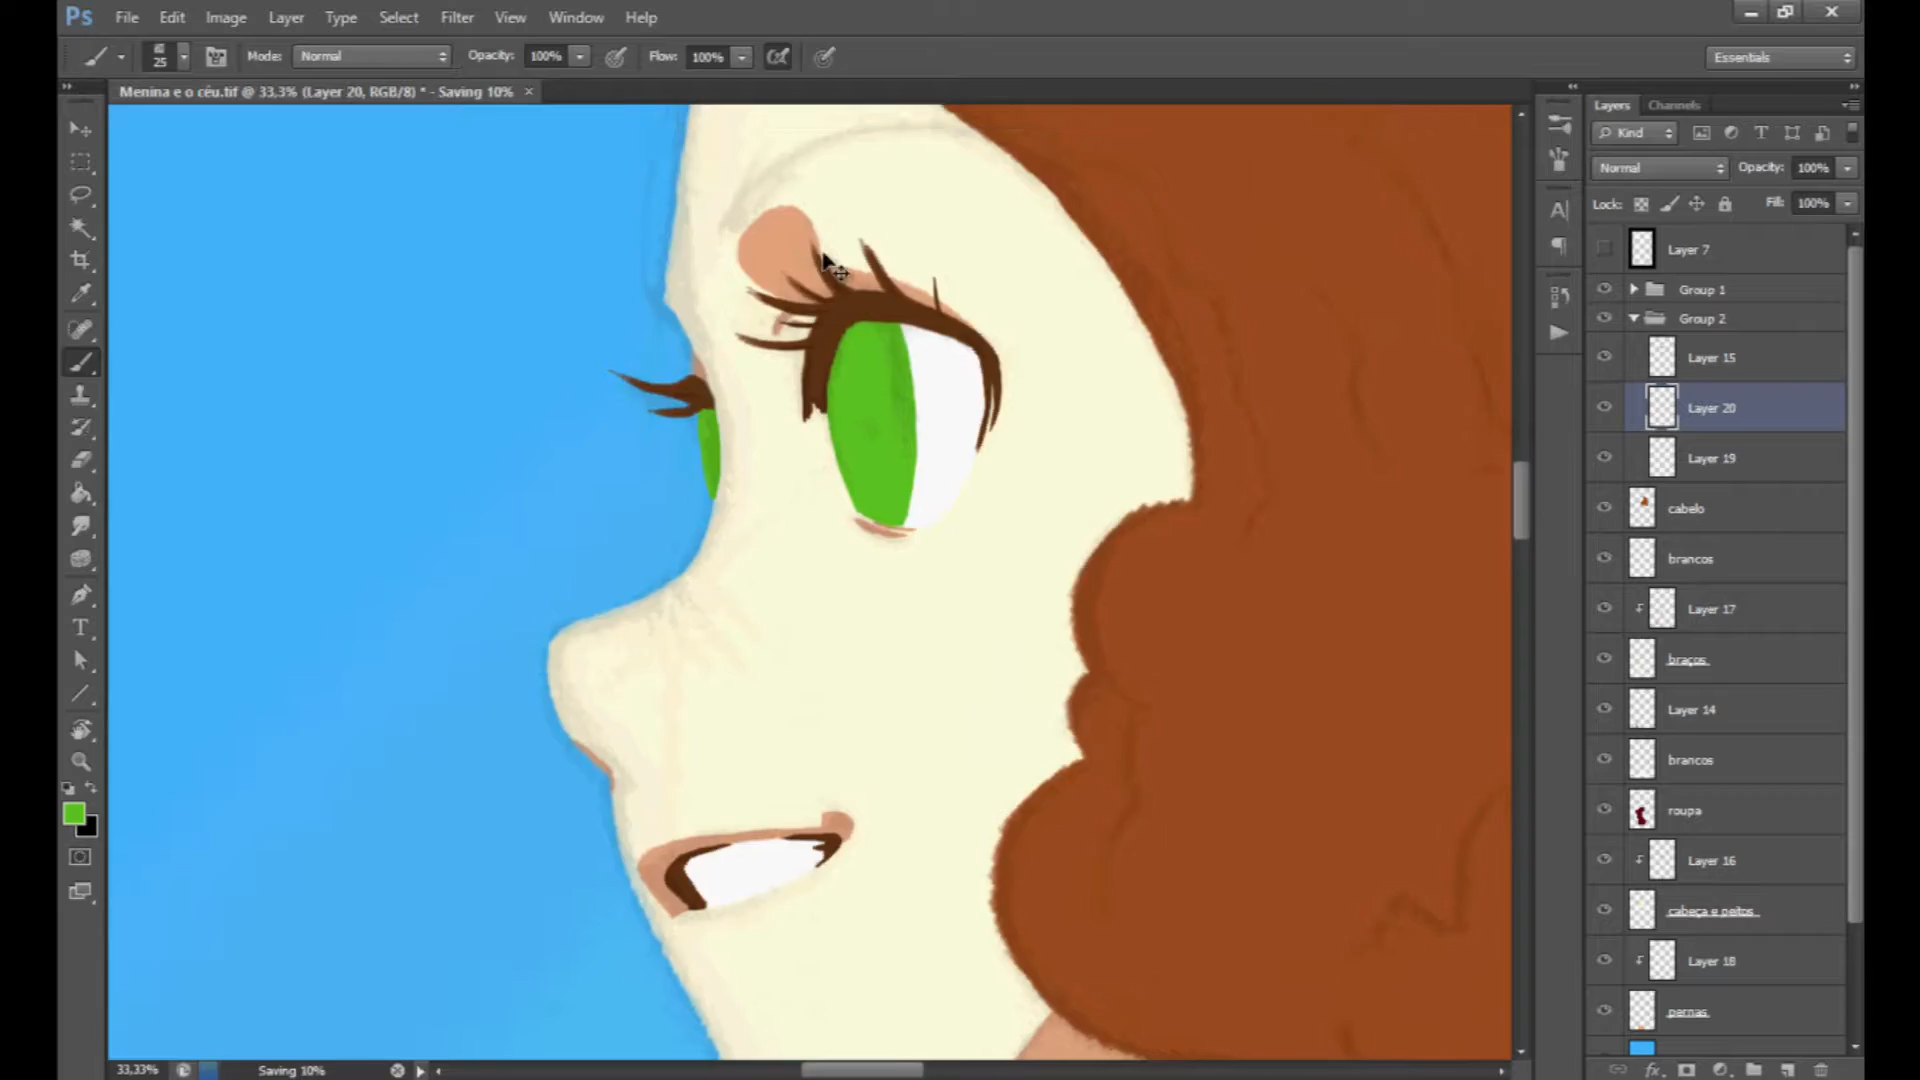 Ps File Edit Image Layer Type Select Filter View Window Help
25 Mode: Normal Opacity: 100% Flow: 100% Essentials
Menina e o céu.tif @ 33,3% (Layer 20, RGB/8) * - Saving 10% ×
Layers Channels
Kind
Normal Opacity: 100%
Lock: Fill: 100%
Layer 7
Group 1
Group 2
Layer 15
Layer 20
Layer 19
cabelo
brancos
Layer 17
braços
Layer 14
brancos
roupa
Layer 16
cabeça e peitos
Layer 18
pernas
33,33% Saving 10%